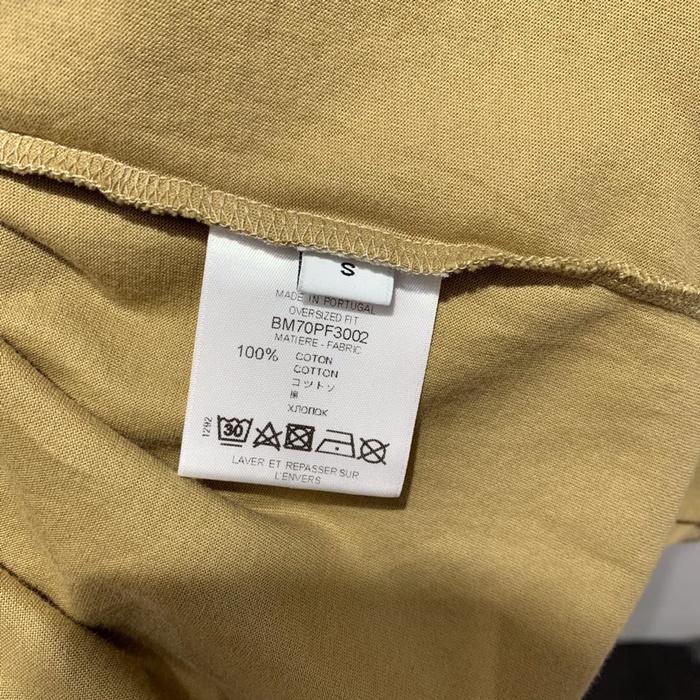 S
MADE IN PORTUGAL
OVERSIZED FIT
BM70PF3002
MATIERE - FABRIC
100% COTON
COTTON
コットン
棉
ХЛОПОК
1292
30
LAVER ET REPASSER SUR
L'ENVERS